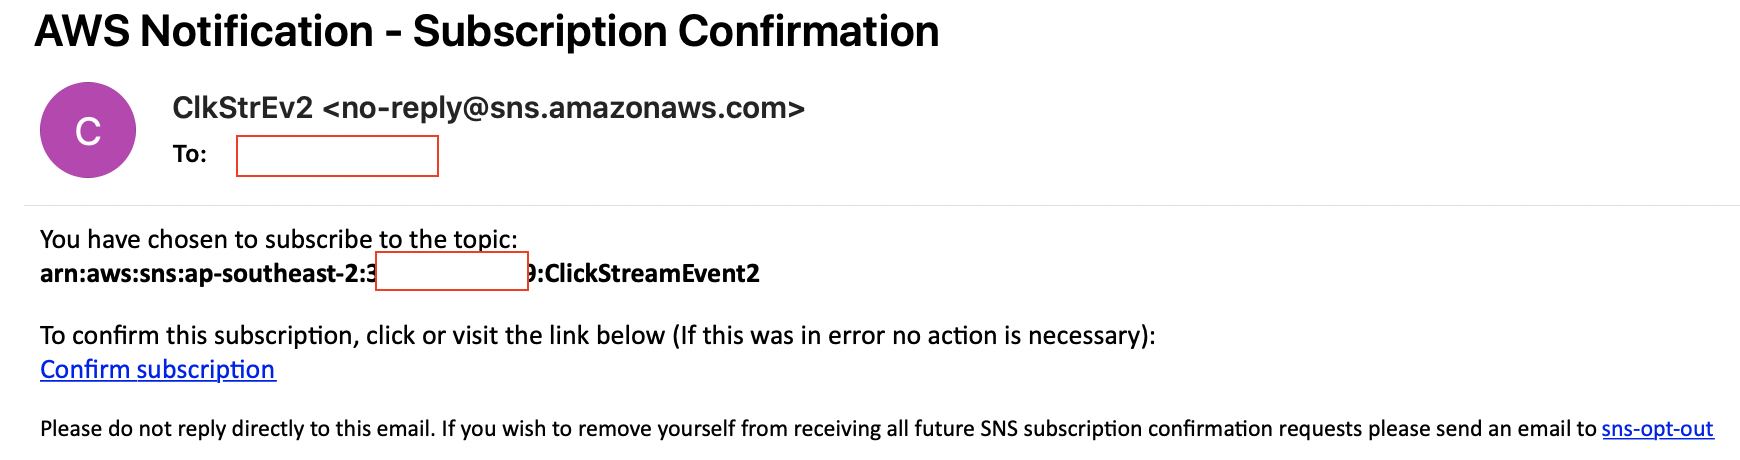 AWS Notification - Subscription Confirmation
C
ClkStrEv2 <no-reply@sns.amazonaws.com>
To:
You have chosen to subscribe to the topic:
arn:aws:sns:ap-southeast-2:3 9:ClickStreamEvent2
To confirm this subscription, click or visit the link below (If this was in error no action is necessary):
Confirm subscription
Please do not reply directly to this email. If you wish to remove yourself from receiving all future SNS subscription confirmation requests please send an email to sns-opt-out